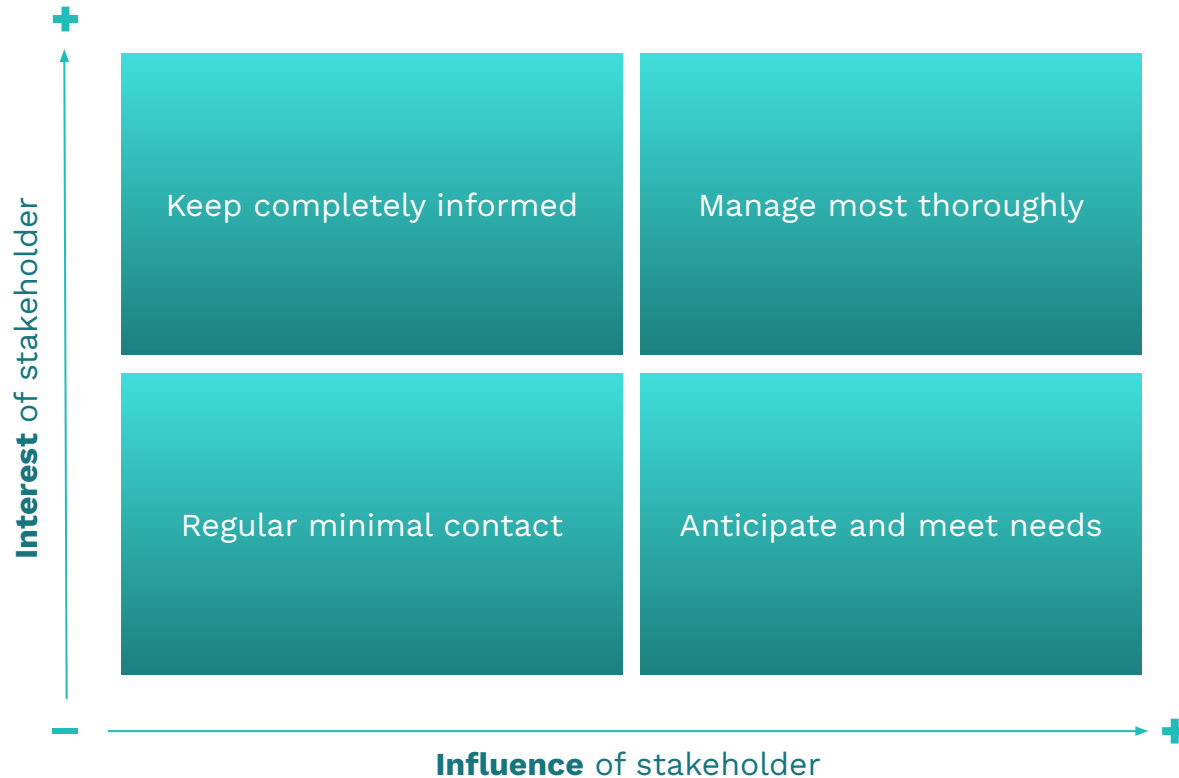 Keep completely informed
Manage most thoroughly
Interest of stakeholder
Regular minimal contact
Anticipate and meet needs
Influence of stakeholder